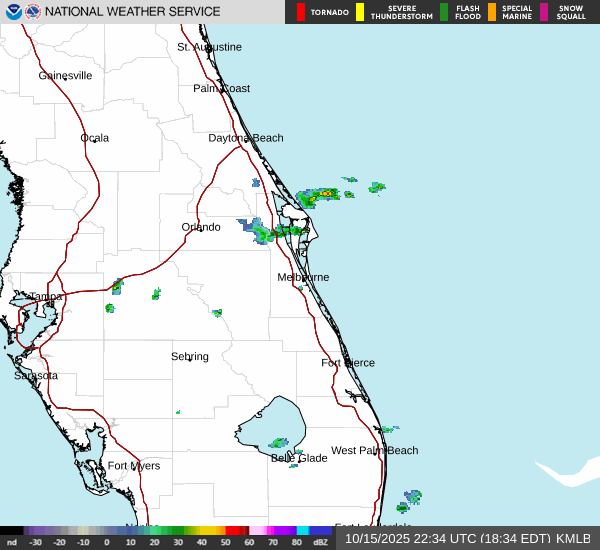 NATIONAL WEATHER SERVICE
TORNADO
SEVERE THUNDERSTORM
FLASH FLOOD
SPECIAL MARINE
SNOW SQUALL
St. Augustine
Gainesville
Palm Coast
Ocala
Daytona Beach
Orlando
Melbourne
Tampa
Sebring
Fort Pierce
Sarasota
West Palm Beach
Belle Glade
Fort Myers
nd -30 -20 -10 0 10 20 30 40 50 60 70 80 dBZ
10/15/2025 22:34 UTC (18:34 EDT) KMLB